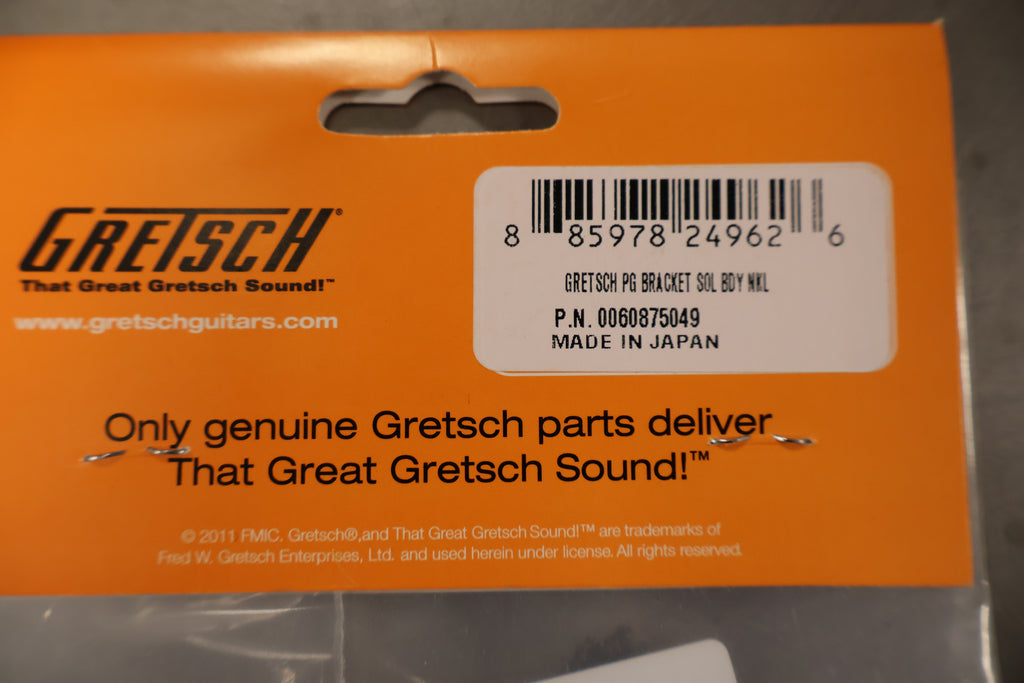 GRETSCH®
That Great Gretsch Sound!™
www.gretschguitars.com
8 85978 24962 6
GRETSCH PG BRACKET SOL BDY NKL
P.N. 0060875049
MADE IN JAPAN
Only genuine Gretsch parts deliver
That Great Gretsch Sound!™
© 2011 FMIC. Gretsch®,and That Great Gretsch Sound!™ are trademarks of
Fred W. Gretsch Enterprises, Ltd. and used herein under license. All rights reserved.